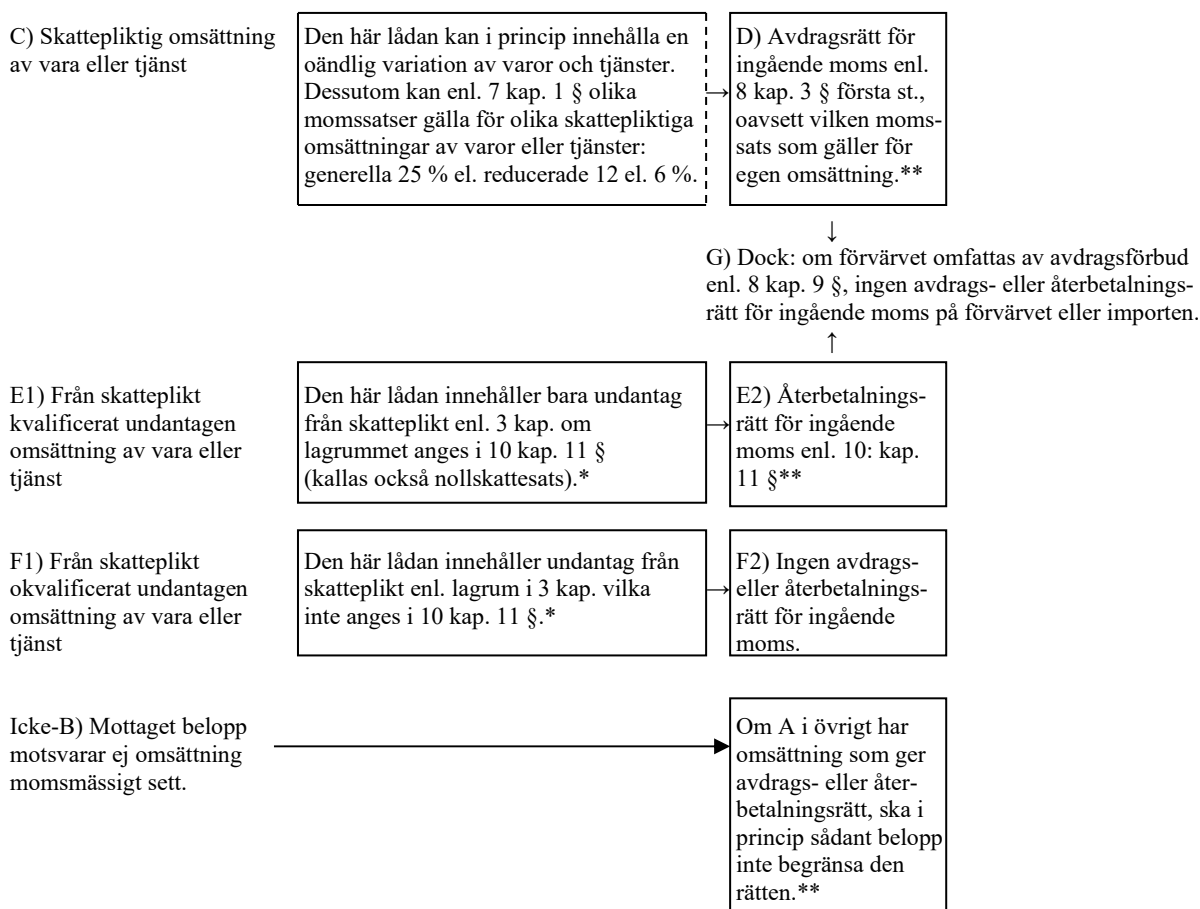 C) Skattepliktig omsättning
av vara eller tjänst
Den här lådan kan i princip innehålla en
oändlig variation av varor och tjänster.
Dessutom kan enl. 7 kap. 1 § olika
momssatser gälla för olika skattepliktiga
omsättningar av varor eller tjänster:
generella 25 % el. reducerade 12 el. 6 %.
→
D) Avdragsrätt för
ingående moms enl.
8 kap. 3 § första st.,
oavsett vilken moms-
sats som gäller för
egen omsättning.**
↓
G) Dock: om förvärvet omfattas av avdragsförbud
enl. 8 kap. 9 §, ingen avdrags- eller återbetalnings-
rätt för ingående moms på förvärvet eller importen.
↑
E1) Från skatteplikt
kvalificerat undantagen
omsättning av vara eller
tjänst
Den här lådan innehåller bara undantag
från skatteplikt enl. 3 kap. om
lagrummet anges i 10 kap. 11 §
(kallas också nollskattesats).*
→
E2) Återbetalnings-
rätt för ingående
moms enl. 10: kap.
11 §**
F1) Från skatteplikt
okvalificerat undantagen
omsättning av vara eller
tjänst
Den här lådan innehåller undantag från
skatteplikt enl. lagrum i 3 kap. vilka
inte anges i 10 kap. 11 §.*
→
F2) Ingen avdrags-
eller återbetalnings-
rätt för ingående
moms.
Icke-B) Mottaget belopp
motsvarar ej omsättning
momsmässigt sett.
Om A i övrigt har
omsättning som ger
avdrags- eller åter-
betalningsrätt, ska i
princip sådant belopp
inte begränsa den
rätten.**